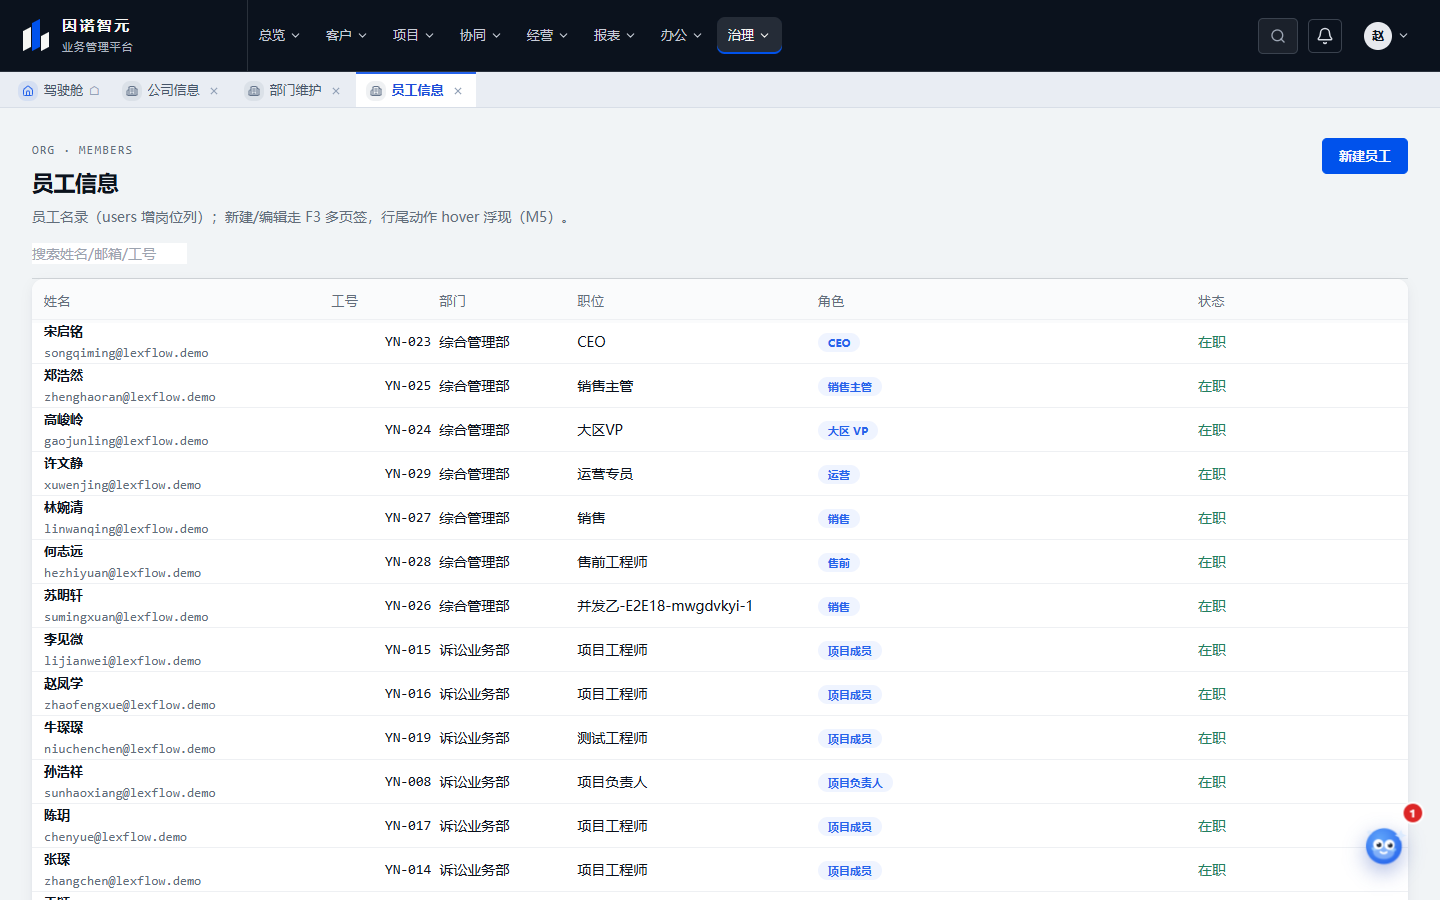 因诺智元
业务管理平台
总览 客户 项目 协同 经营 报表 办公 治理
赵
驾驶舱 公司信息 部门维护 员工信息
ORG · MEMBERS
新建员工
员工信息
员工名录（users 增岗位列）；新建/编辑走 F3 多页签，行尾动作 hover 浮现（M5）。
搜索姓名/邮箱/工号
姓名 工号 部门 职位 角色 状态
宋启铭
songqiming@lexflow.demo
YN-023 综合管理部 CEO CEO 在职
郑浩然
zhenghaoran@lexflow.demo
YN-025 综合管理部 销售主管 销售主管 在职
高峻岭
gaojunling@lexflow.demo
YN-024 综合管理部 大区VP 大区 VP 在职
许文静
xuwenjing@lexflow.demo
YN-029 综合管理部 运营专员 运营 在职
林婉清
linwanqing@lexflow.demo
YN-027 综合管理部 销售 销售 在职
何志远
hezhiyuan@lexflow.demo
YN-028 综合管理部 售前工程师 售前 在职
苏明轩
sumingxuan@lexflow.demo
YN-026 综合管理部 并发乙-E2E18-mwgdvkyi-1 销售 在职
李见微
lijianwei@lexflow.demo
YN-015 诉讼业务部 项目工程师 项目成员 在职
赵凤学
zhaofengxue@lexflow.demo
YN-016 诉讼业务部 项目工程师 项目成员 在职
牛琛琛
niuchenchen@lexflow.demo
YN-019 诉讼业务部 测试工程师 项目成员 在职
孙浩祥
sunhaoxiang@lexflow.demo
YN-008 诉讼业务部 项目负责人 项目负责人 在职
陈玥
chenyue@lexflow.demo
YN-017 诉讼业务部 项目工程师 项目成员 在职
张琛
zhangchen@lexflow.demo
YN-014 诉讼业务部 项目工程师 项目成员 在职
1